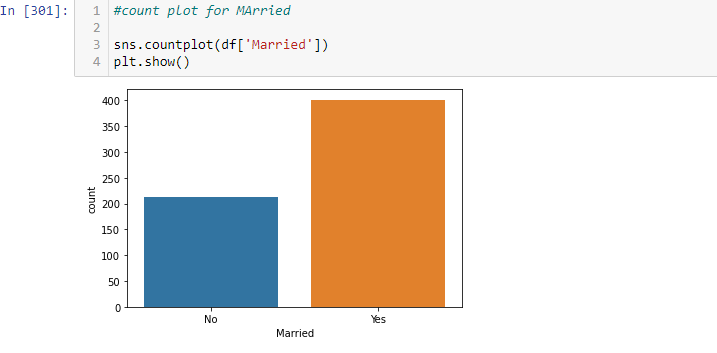 In [301]:
1 #count plot for MArried
2
3 sns.countplot(df['Married'])
4 plt.show()
400
350
300
250
200
150
100
50
0
count
No Yes
Married